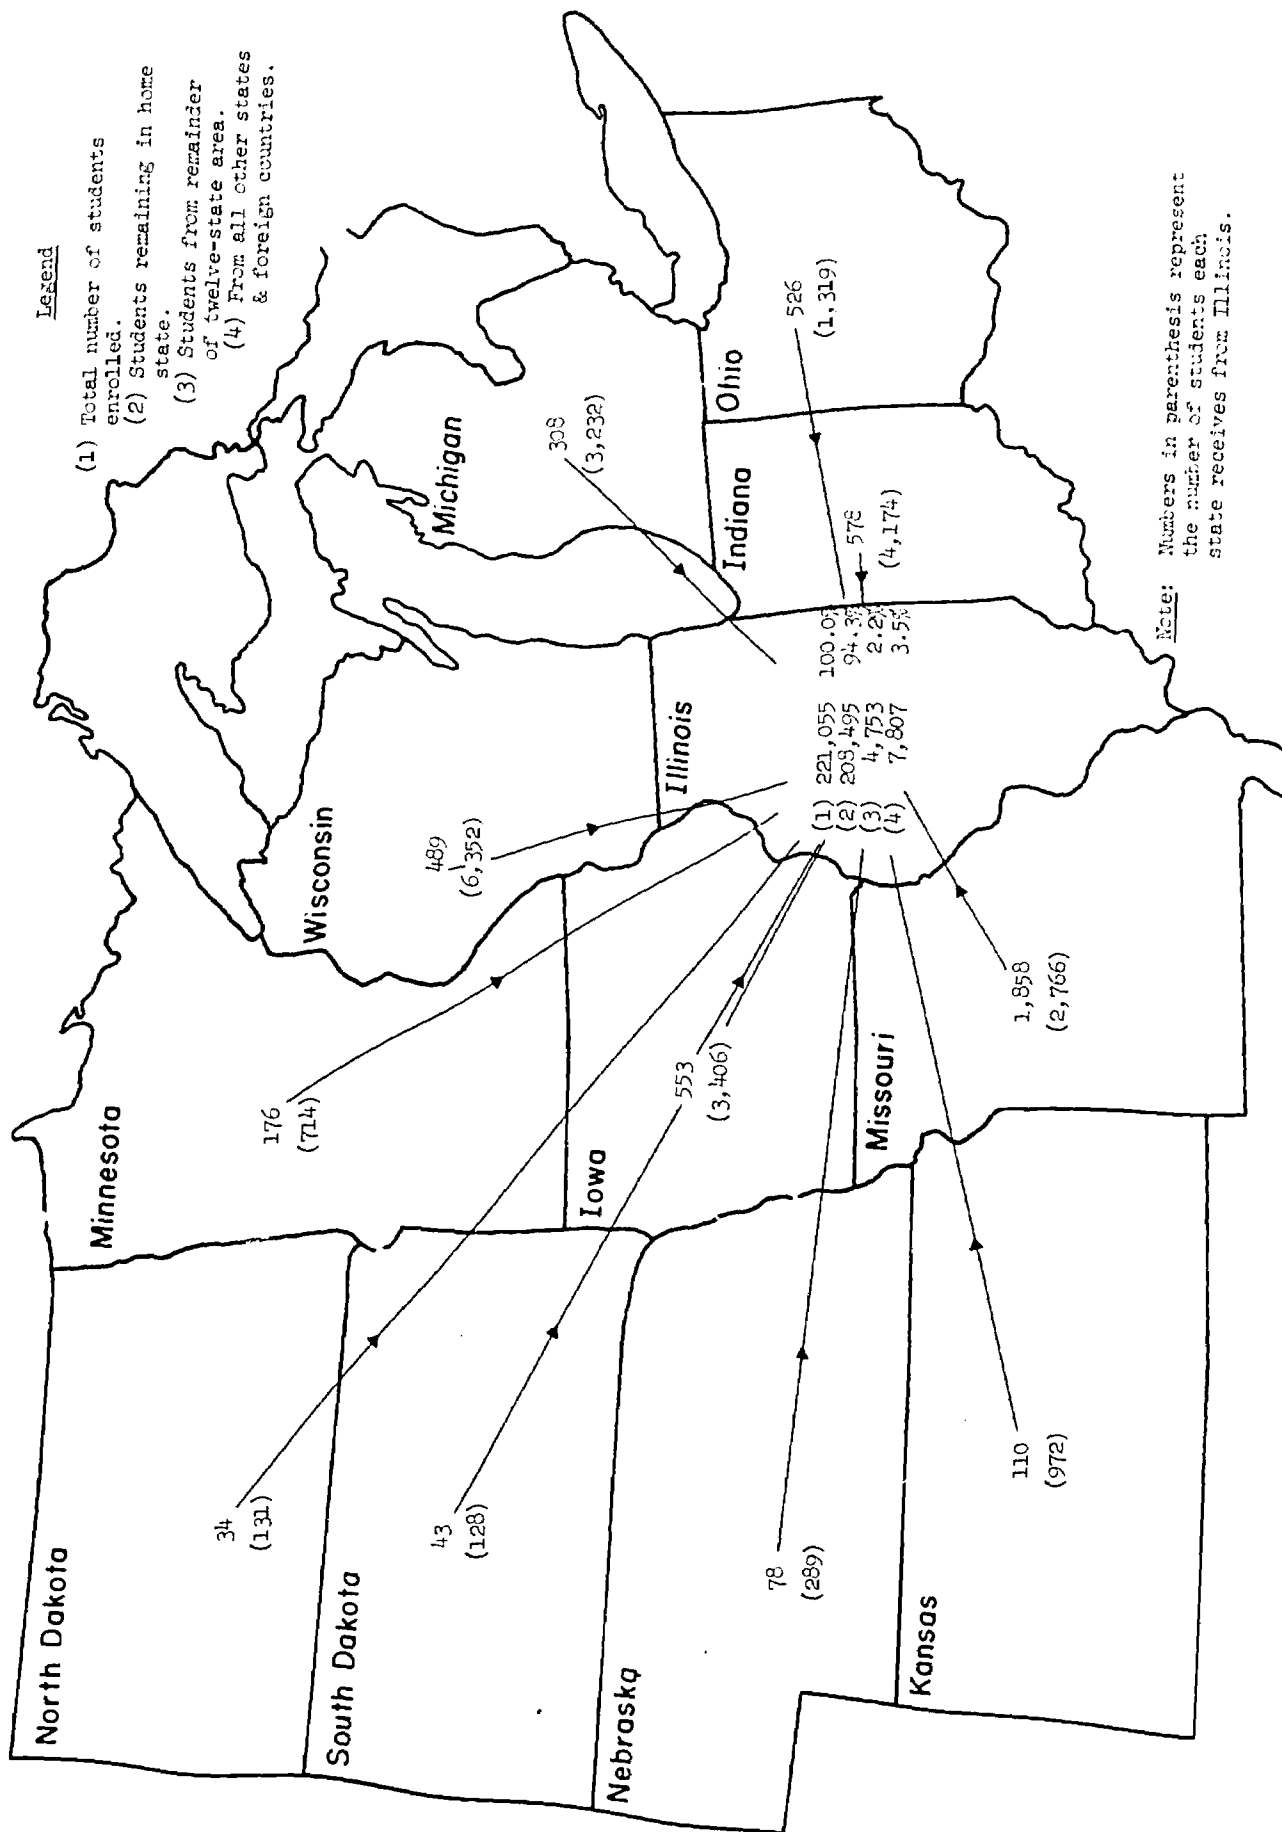 Legend
(1) Total number of students
enrolled.
(2) Students remaining in home
state.
(3) Students from remainder
of twelve-state area.
(4) From all other states
& foreign countries.
North Dakota
34
(131)
South Dakota
43
(128)
Nebraska
78
(289)
Kansas
110
(972)
Minnesota
176
(714)
Iowa
553
(3,406)
Missouri
1,858
(2,766)
Wisconsin
489
(6,352)
Illinois
(1) 221,055 100.0%
(2) 208,495 94.3%
(3) 4,753 2.2%
(4) 7,807 3.5%
Michigan
308
(3,232)
Indiana
578
(4,174)
Ohio
526
(1,319)
Note: Numbers in parenthesis represent
the number of students each
state receives from Illinois.